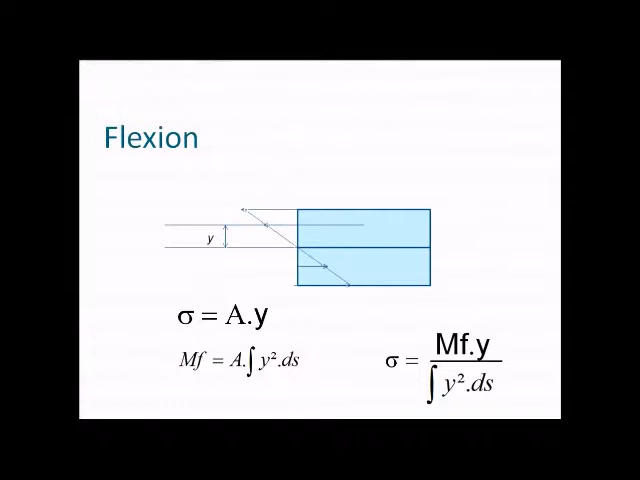 Flexion
y
σ = A.y
Mf = A.∫ y².ds
σ = Mf.y / ∫ y².ds